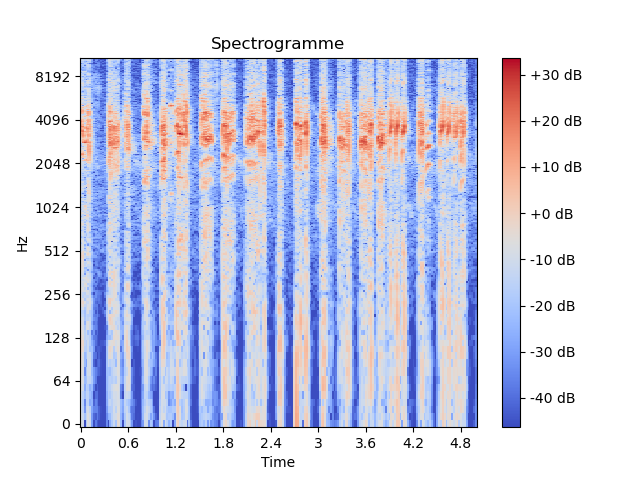 Spectrogramme
Hz
8192
4096
2048
1024
512
256
128
64
0
0 0.6 1.2 1.8 2.4 3 3.6 4.2 4.8
Time
+30 dB
+20 dB
+10 dB
+0 dB
-10 dB
-20 dB
-30 dB
-40 dB